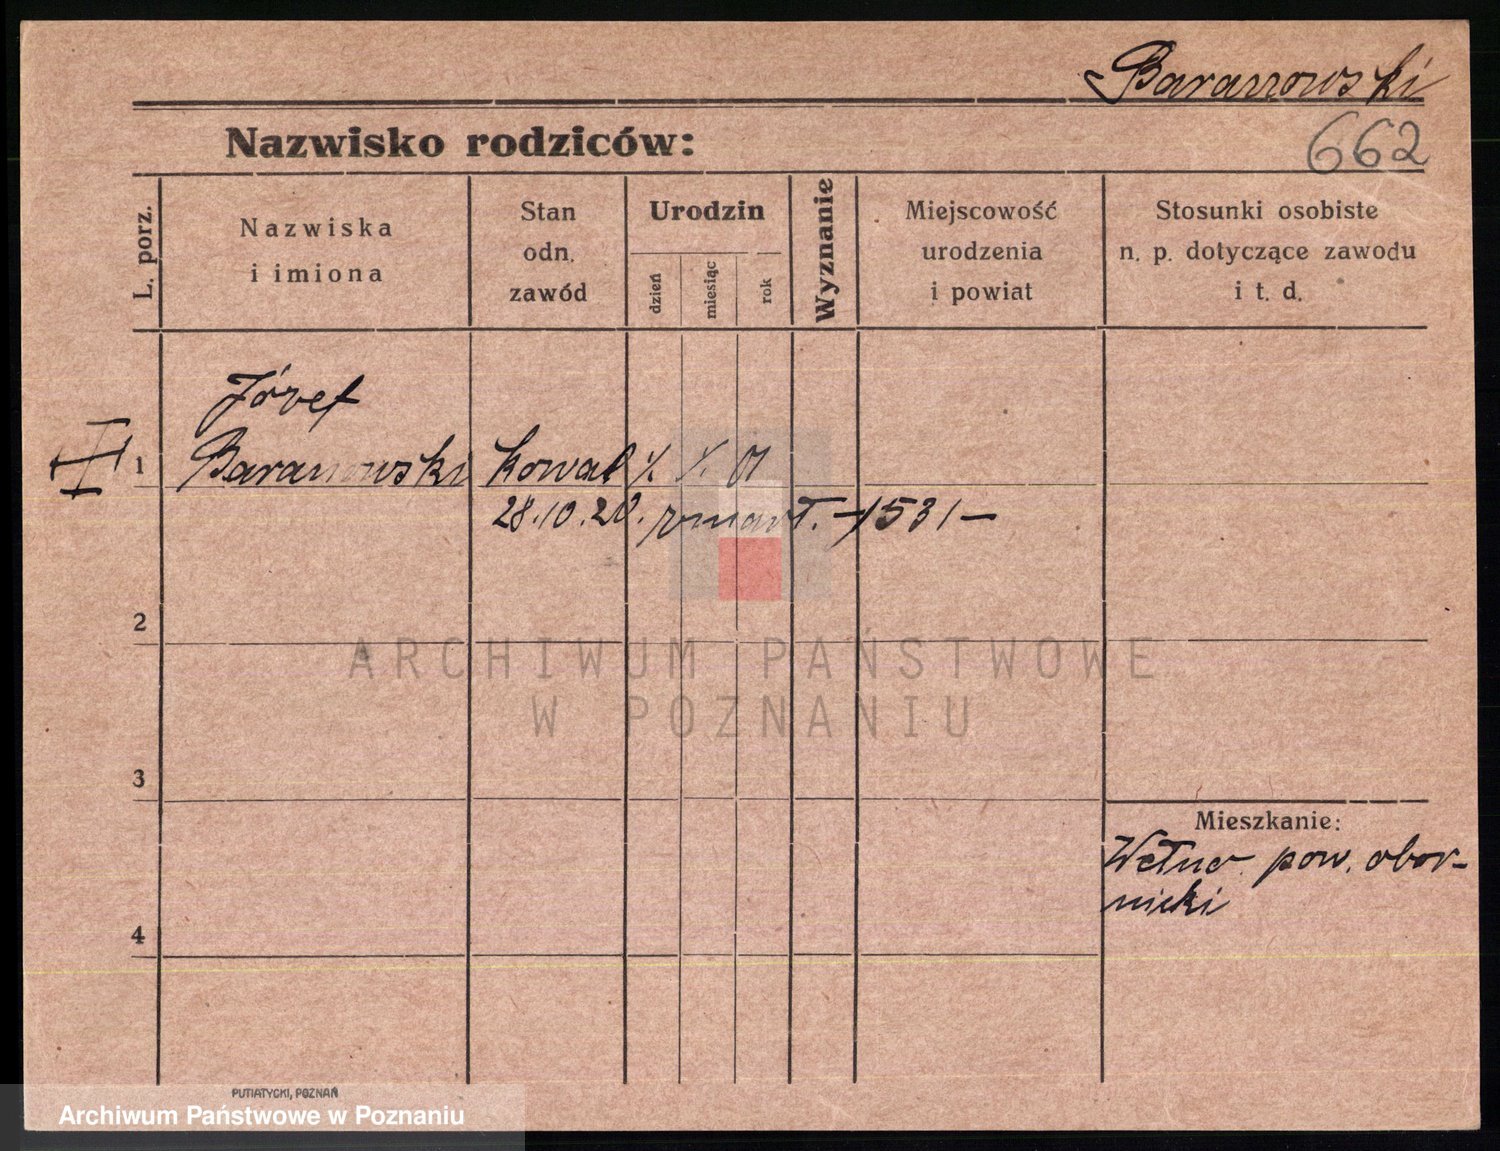 Baranowski
662
Nazwisko rodziców:
L. porz.
Nazwiska
i imiona
Stan
odn.
zawód
Urodzin
dzień
miesiąc
rok
Wyznanie
Miejscowość
urodzenia
i powiat
Stosunki osobiste
n. p. dotyczące zawodu
i t. d.
Józef
II
1 Baranowski kowal
28.10.20. zmarł. -1531-
2
ARCHIWUM PAŃSTWOWE
W POZNANIU
3
Mieszkanie:
Wełna pow. obor-
nicki
4
PUTIATYCKI, POZNAŃ
Archiwum Państwowe w Poznaniu